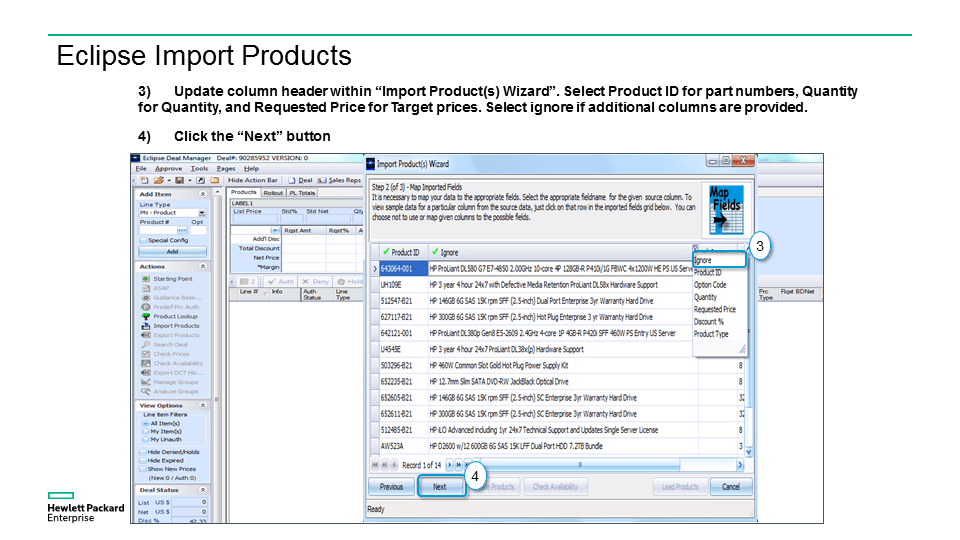 Eclipse Import Products
3) Update column header within “Import Product(s) Wizard”. Select Product ID for part numbers, Quantity
for Quantity, and Requested Price for Target prices. Select ignore if additional columns are provided.
4) Click the “Next” button
Eclipse Deal Manager Deal#: 90285952 VERSION: 0
File Approve Tools Pages Help
Hide Action Bar Deal Sales Reps
Add Item
Line Type
PN - Product
Product # Opt
Special Config
Add
Actions
Starting Point
ASAP
Guidance Base...
Predef Prc Auth
Product Lookup
Import Products
Export Products
Search Deal
Check Prices
Check Availability
Export DCT His...
Manage Groups
Analyze Groups
View Options
Line Item Filters
All Item(s)
My Item(s)
My Unauth
Hide Denied/Holds
Hide Expired
Show New Prices
(New:0 / Auth:0)
Deal Status
List US $ 0
Net US $ 0
Disc % 42.33
Products Rollout PL Totals
LABEL1
List Price Std% Std Net Qty
Rqst Amt Rqst%
Add'l Disc
Total Discount
Net Price
*Margin
2 Auth Deny Hold
Line # Info Auth Status Line Type
Prc Type Rqst BDNet
Import Product(s) Wizard
Step 2 (of 3) - Map Imported Fields
It is necessary to map your data to the appropriate fields. Select the appropriate fieldname for the given source column. To
view sample data for a particular column from the source data, just click on that row in the imported fields grid below. You can
choose not to use or map given columns to the possible fields.
Map
Fields
Product ID Ignore
643064-001 HP ProLiant DL580 G7 E7-4850 2.00GHz 10-core 4P 128GB-R P410i/1G FBWC 4x1200W HE PS US Serv
UH109E HP 3 year 4 hour 24x7 with Defective Media Retention ProLiant DL58x Hardware Support
512547-B21 HP 146GB 6G SAS 15K rpm SFF (2.5-inch) Dual Port Enterprise 3yr Warranty Hard Drive
627117-B21 HP 300GB 6G SAS 15K rpm SFF (2.5-inch) Hot Plug Enterprise 3 yr Warranty Hard Drive
642121-001 HP ProLiant DL380p Gen8 E5-2609 2.4GHz 4-core 1P 4GB-R P420i SFF 460W PS Entry US Server
U4545E HP 3 year 4 hour 24x7 ProLiant DL38x(p) Hardware Support
503296-B21 HP 460W Common Slot Gold Hot Plug Power Supply Kit 8
652235-B21 HP 12.7mm Slim SATA DVD-RW JackBlack Optical Drive 8
652605-B21 HP 146GB 6G SAS 15K rpm SFF (2.5-inch) SC Enterprise 3yr Warranty Hard Drive 32
652611-B21 HP 300GB 6G SAS 15K rpm SFF (2.5-inch) SC Enterprise 3yr Warranty Hard Drive 32
512485-B21 HP iLO Advanced including 1yr 24x7 Technical Support and Updates Single Server License 8
AW523A HP D2600 w/12 600GB 6G SAS 15K LFF Dual Port HDD 7.2TB Bundle 3
Ignore
Product ID
Option Code
Quantity
Requested Price
Discount %
Product Type
3
Record 1 of 14
4
Previous Next Products Check Availability Load Products Cancel
Ready
Hewlett Packard
Enterprise